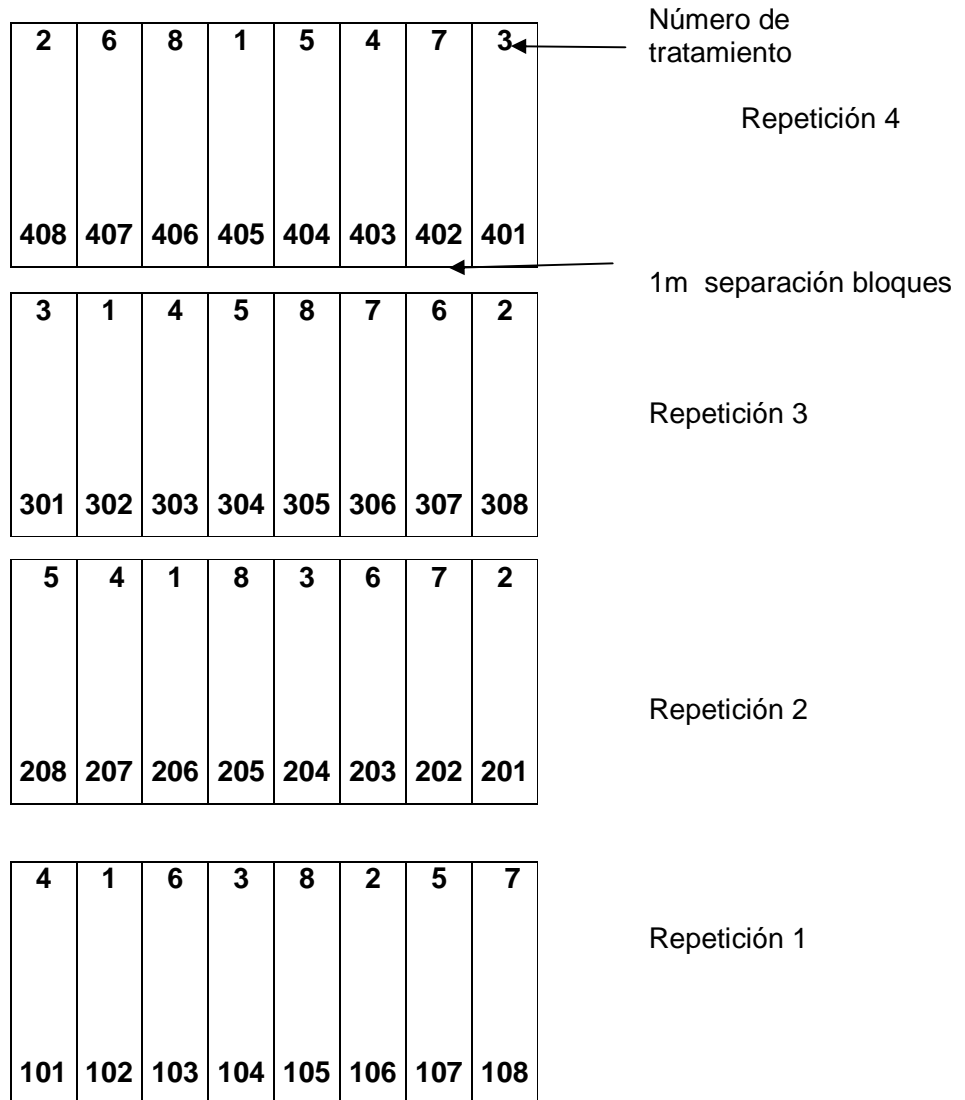 Número de
tratamiento
2 6 8 1 5 4 7 3
Repetición 4
408 407 406 405 404 403 402 401
1m separación bloques
3 1 4 5 8 7 6 2
Repetición 3
301 302 303 304 305 306 307 308
5 4 1 8 3 6 7 2
Repetición 2
208 207 206 205 204 203 202 201
4 1 6 3 8 2 5 7
Repetición 1
101 102 103 104 105 106 107 108